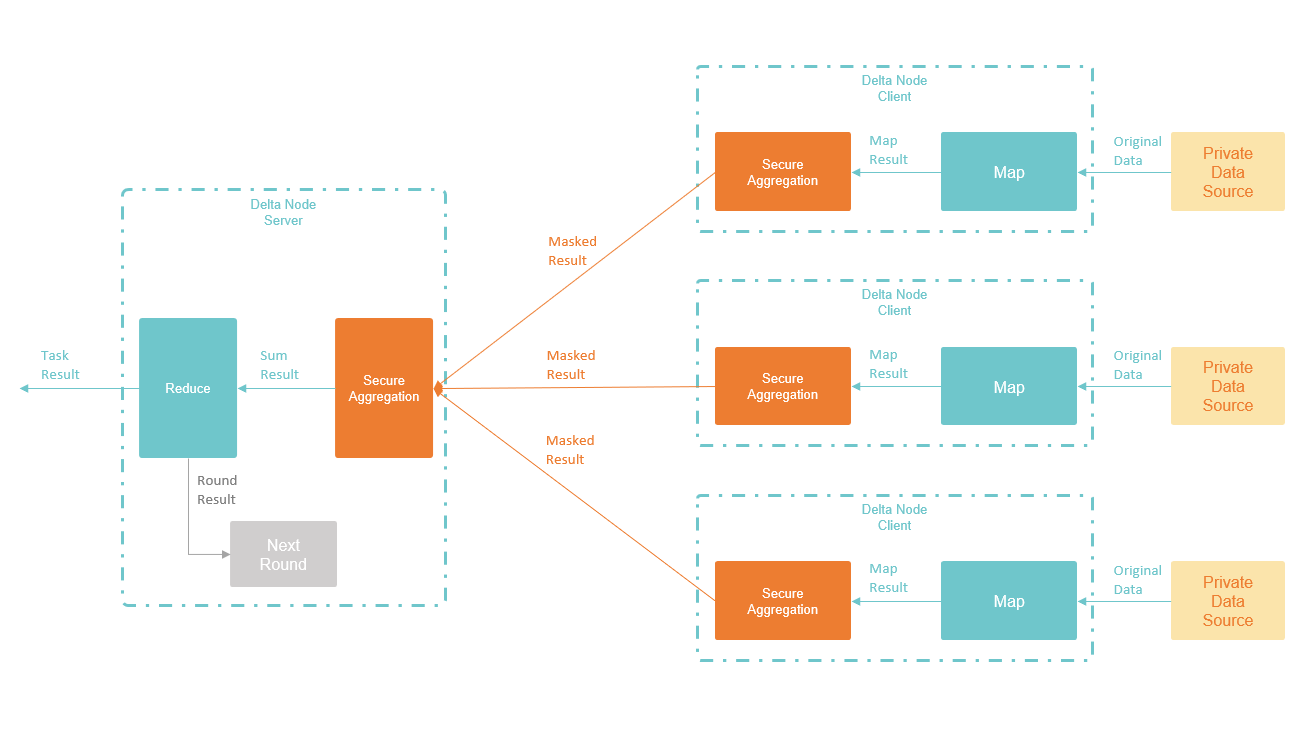 Delta Node
Client
Secure
Aggregation
Map
Result
Map
Original
Data
Private
Data
Source
Delta Node
Server
Masked
Result
Delta Node
Client
Task
Result
Reduce
Sum
Result
Secure
Aggregation
Masked
Result
Secure
Aggregation
Map
Result
Map
Original
Data
Private
Data
Source
Masked
Result
Round
Result
Next
Round
Delta Node
Client
Secure
Aggregation
Map
Result
Map
Original
Data
Private
Data
Source